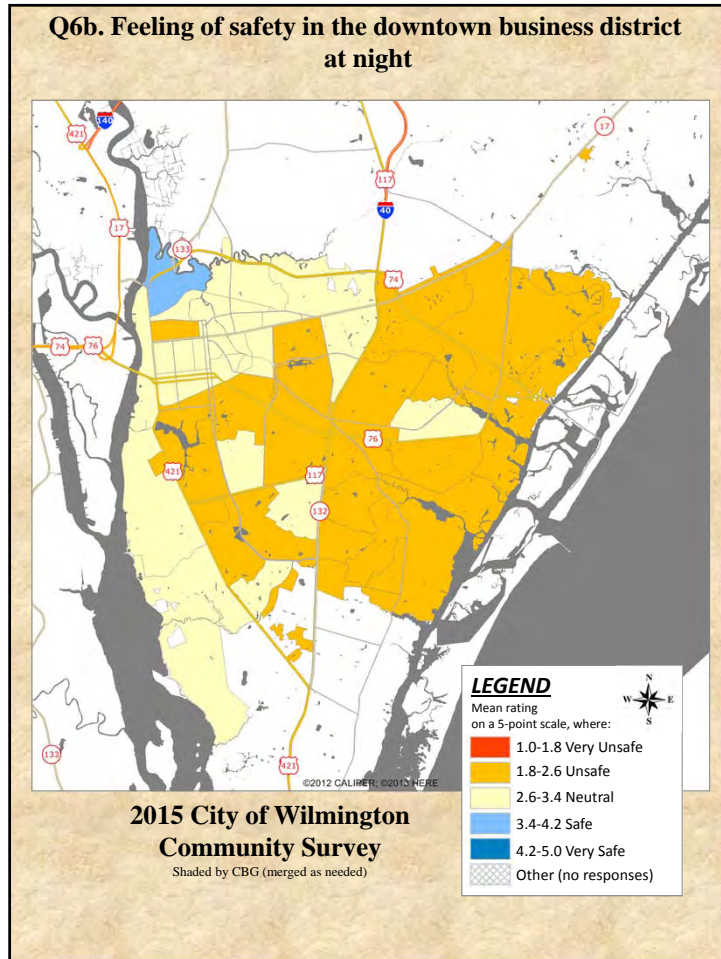 Q6b. Feeling of safety in the downtown business district
at night
140
421
17
117
17
40
133
74
74
76
76
421
117
132
LEGEND
Mean rating
on a 5-point scale, where:
N
W E
S
1.0-1.8 Very Unsafe
1.8-2.6 Unsafe
2.6-3.4 Neutral
3.4-4.2 Safe
4.2-5.0 Very Safe
Other (no responses)
133
421
©2012 CALIPER; ©2013 HERE
2015 City of Wilmington
Community Survey
Shaded by CBG (merged as needed)